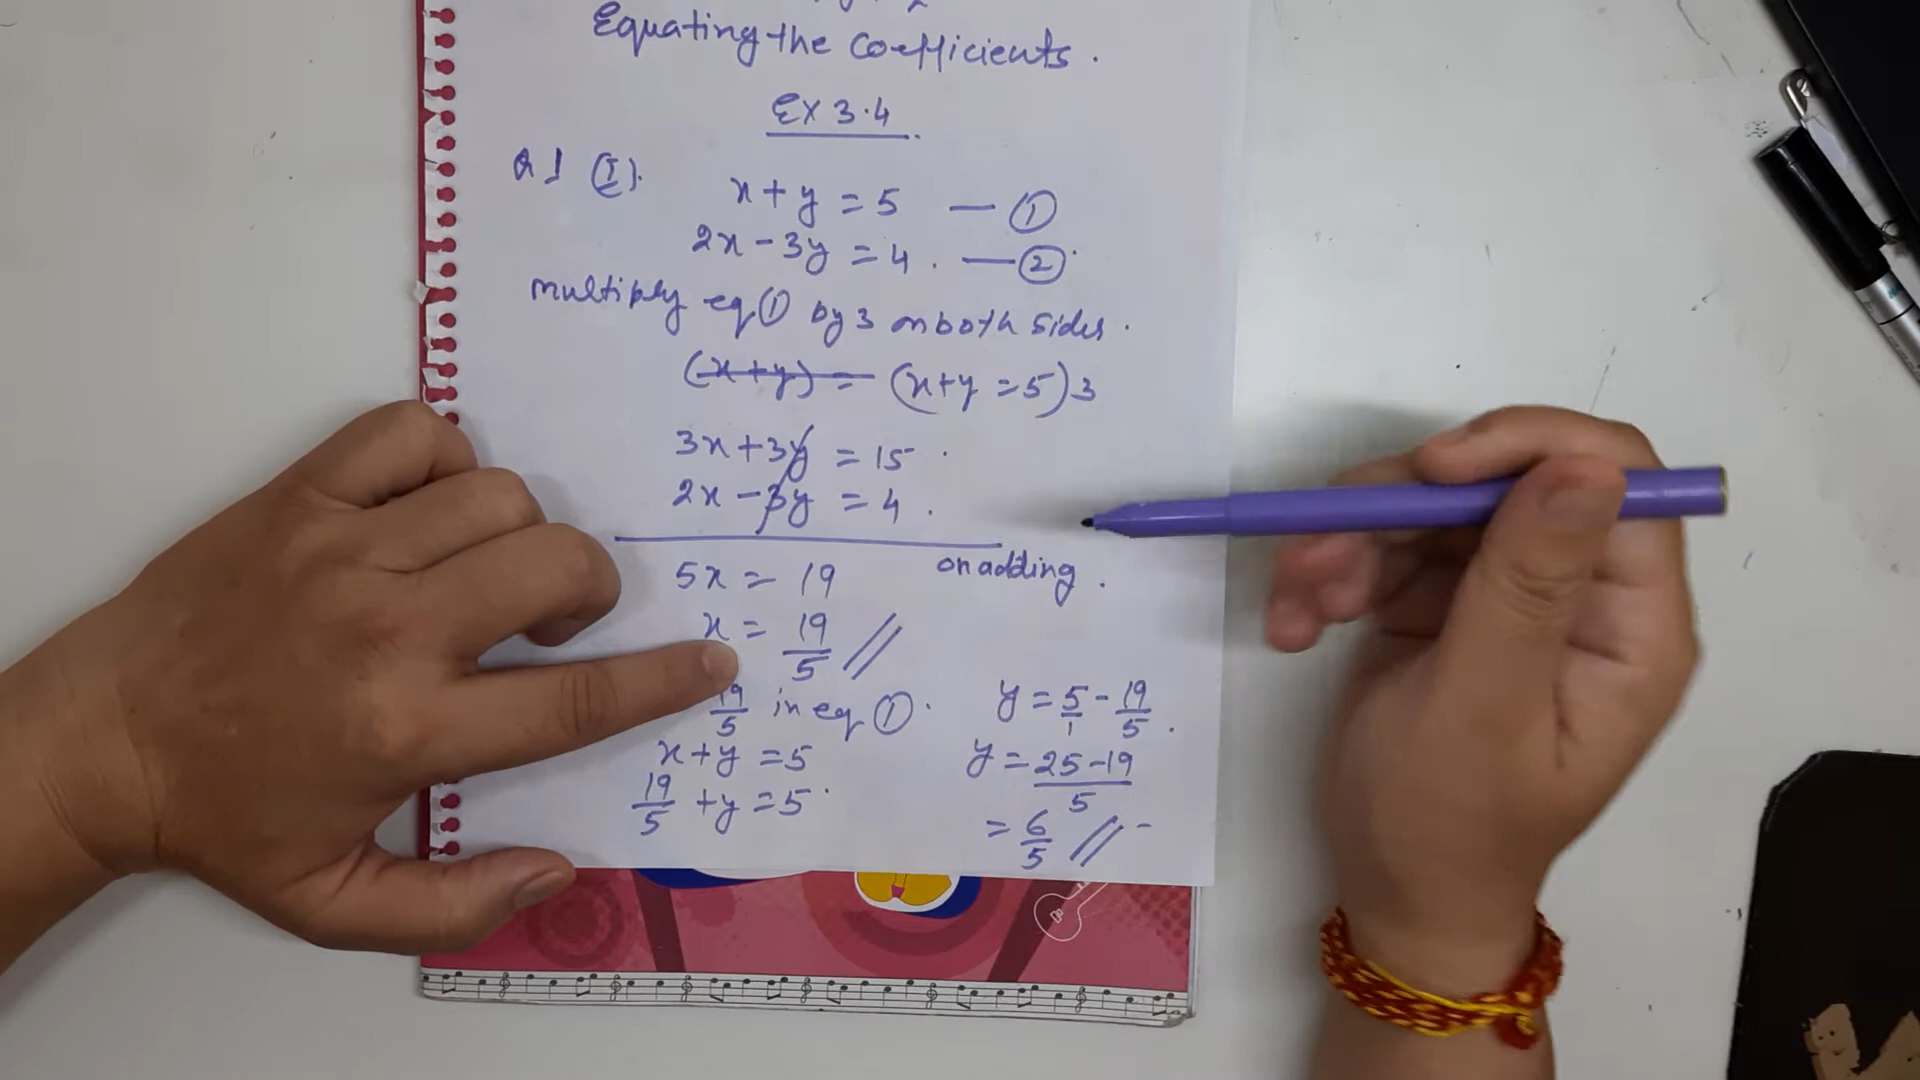 Equating the Coefficients.
EX 3.4
Q1 (I).
x + y = 5 — ①
2x - 3y = 4. — ②
multiply eq ① by 3 on both sides.
(x+y) = (x+y = 5)3
3x + 3y = 15
2x - 3y = 4.
on adding.
5x = 19
x = 19/5 //
19/5 in eq ①.
x + y = 5
19/5 + y = 5
y = 5/1 - 19/5.
y = 25-19/5
= 6/5 //